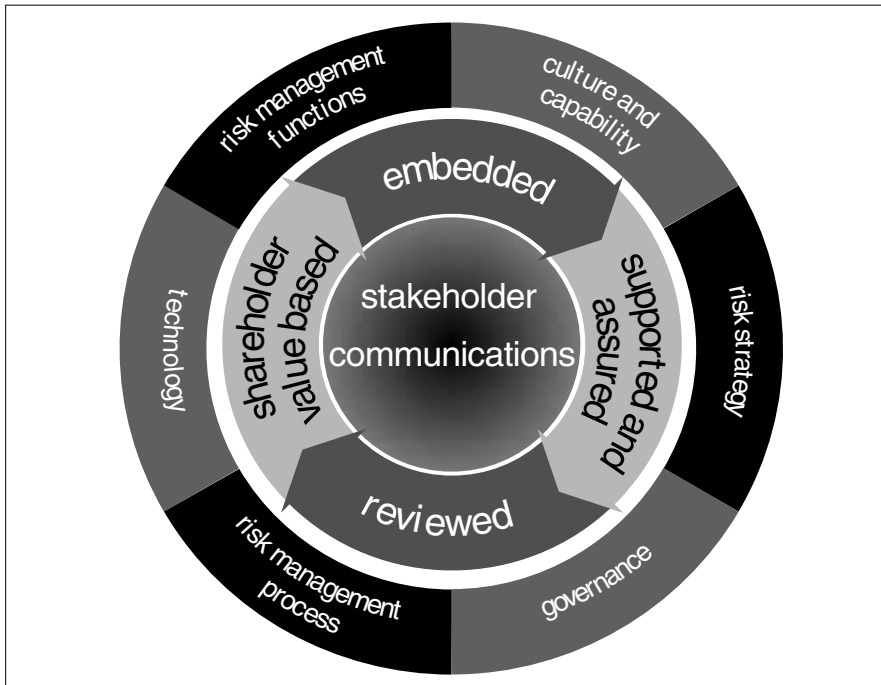 risk management
functions
culture and
capability
embedded
shareholder
value based
stakeholder
communications
supported and
assured
technology
risk strategy
reviewed
risk management
process
governance